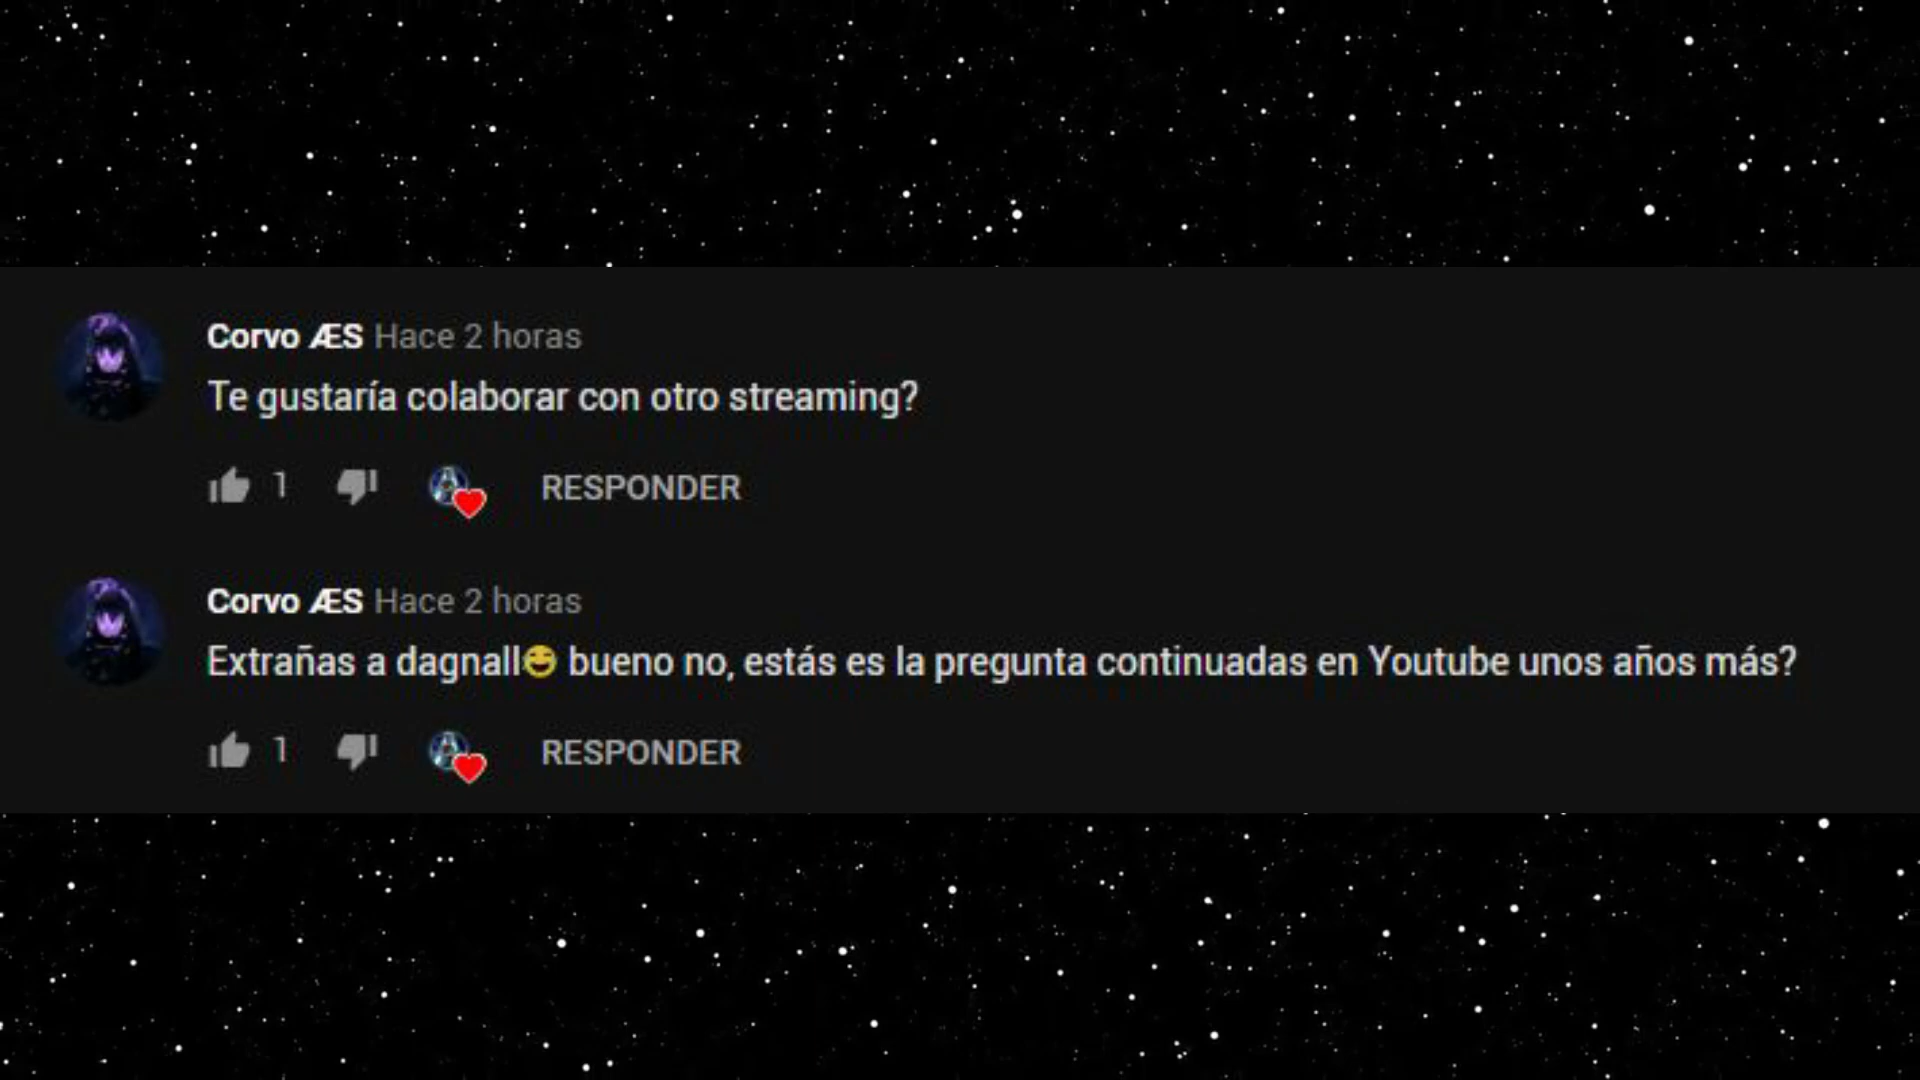 Corvo ÆS Hace 2 horas
Te gustaría colaborar con otro streaming?
1 RESPONDER
Corvo ÆS Hace 2 horas
Extrañas a dagnall😄 bueno no, estás es la pregunta continuadas en Youtube unos años más?
1 RESPONDER